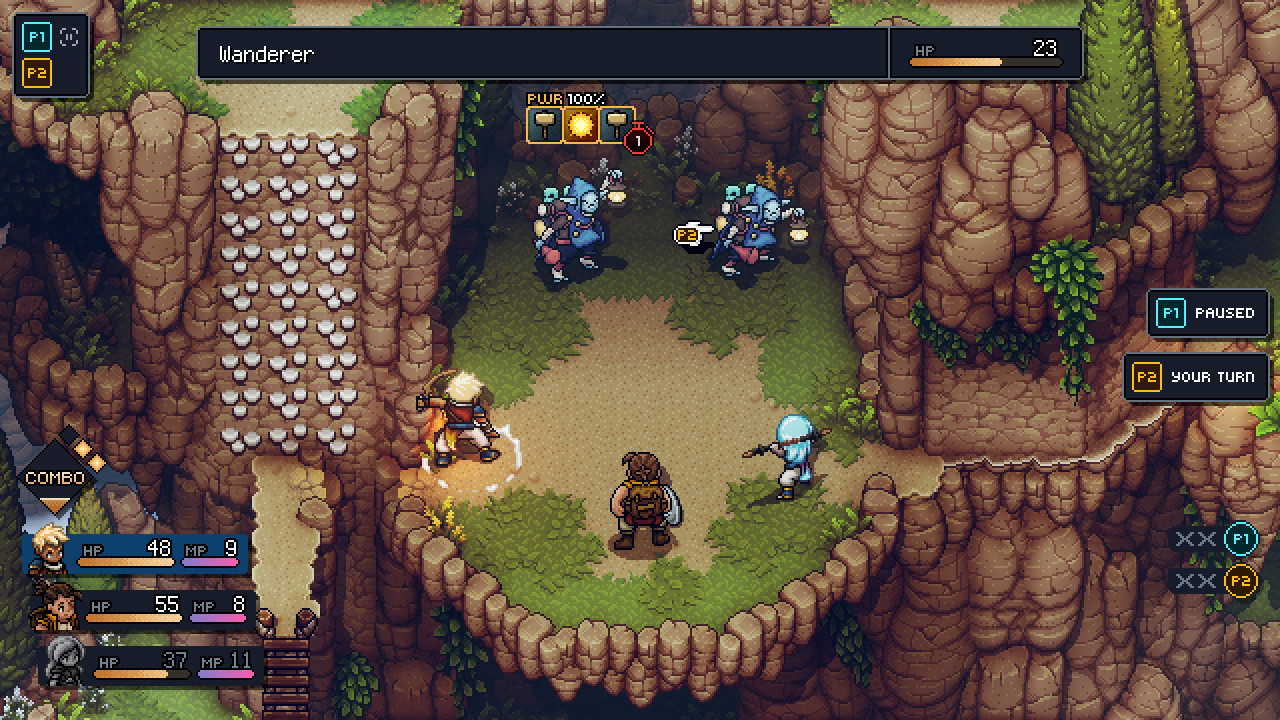 P1
P2
Wanderer
HP 23
PWR 100%
1
P2
P1 PAUSED
P2 YOUR TURN
COMBO
HP 48 MP 9
HP 55 MP 8
HP 37 MP 11
XX P1
XX P2